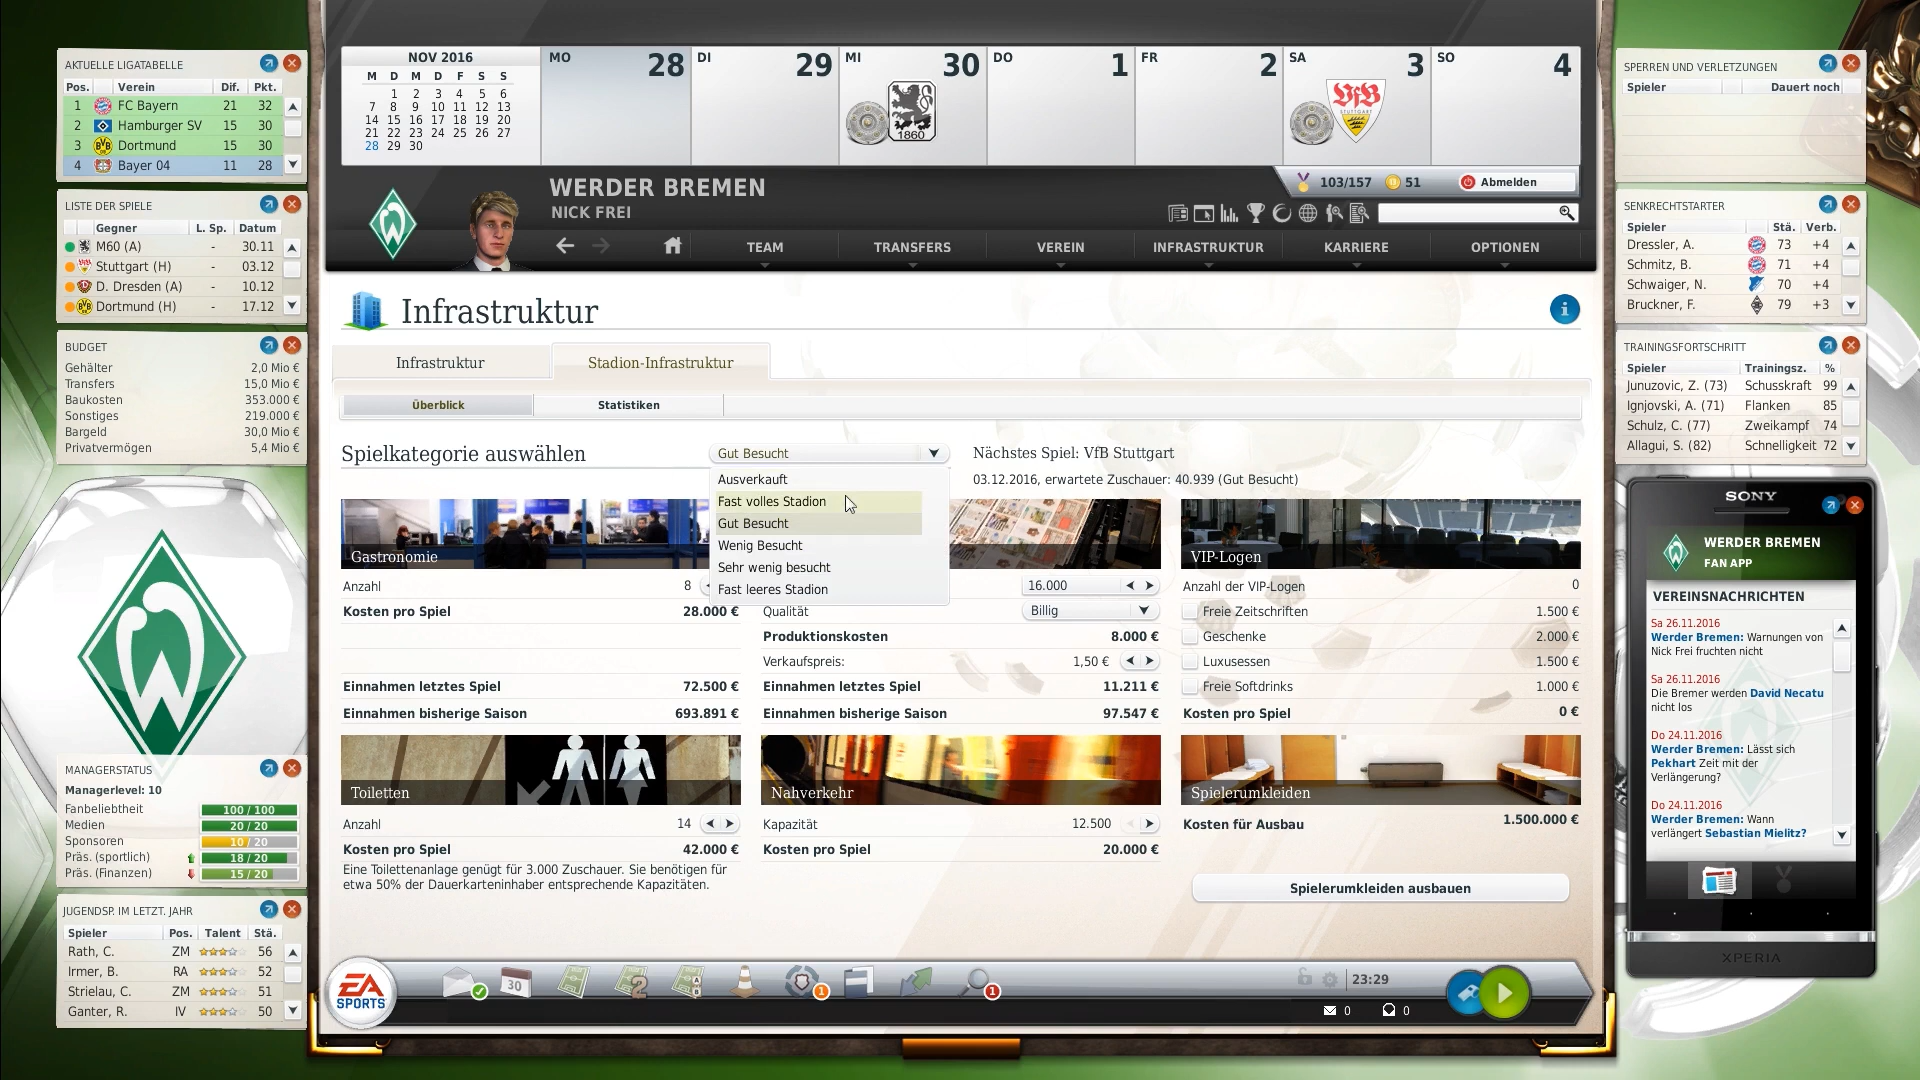 AKTUELLE LIGATABELLE
Pos. Verein Dif. Pkt.
1 FC Bayern 21 32
2 Hamburger SV 15 30
3 Dortmund 15 30
4 Bayer 04 11 28
LISTE DER SPIELE
Gegner L. Sp. Datum
M60 (A) - 30.11
Stuttgart (H) - 03.12
D. Dresden (A) - 10.12
Dortmund (H) - 17.12
BUDGET
Gehälter 2,0 Mio €
Transfers 15,0 Mio €
Baukosten 353.000 €
Sonstiges 219.000 €
Bargeld 30,0 Mio €
Privatvermögen 5,4 Mio €
MANAGERSTATUS
Managerlevel: 10
Fanbeliebtheit 100 / 100
Medien 20 / 20
Sponsoren 10 / 20
Präs. (sportlich) 18 / 20
Präs. (Finanzen) 15 / 20
JUGENDSP. IM LETZT. JAHR
Spieler Pos. Talent Stä.
Rath, C. ZM 56
Irmer, B. RA 52
Strielau, C. ZM 51
Ganter, R. IV 50
NOV 2016
M D M D F S S
1 2 3 4 5 6
7 8 9 10 11 12 13
14 15 16 17 18 19 20
21 22 23 24 25 26 27
28 29 30
MO 28
DI 29
MI 30
1860
DO 1
FR 2
SA 3
VfB
STUTTGART
SO 4
WERDER BREMEN
NICK FREI
103/157 51 Abmelden
TEAM TRANSFERS VEREIN INFRASTRUKTUR KARRIERE OPTIONEN
Infrastruktur
Infrastruktur Stadion-Infrastruktur
Überblick Statistiken
Spielkategorie auswählen
Gut Besucht
Ausverkauft
Fast volles Stadion
Gut Besucht
Wenig Besucht
Sehr wenig besucht
Fast leeres Stadion
Nächstes Spiel: VfB Stuttgart
03.12.2016, erwartete Zuschauer: 40.939 (Gut Besucht)
Gastronomie
Anzahl 8
Kosten pro Spiel 28.000 €
Einnahmen letztes Spiel 72.500 €
Einnahmen bisherige Saison 693.891 €
16.000
Qualität Billig
Produktionskosten 8.000 €
Verkaufspreis: 1,50 €
Einnahmen letztes Spiel 11.211 €
Einnahmen bisherige Saison 97.547 €
VIP-Logen
Anzahl der VIP-Logen 0
Freie Zeitschriften 1.500 €
Geschenke 2.000 €
Luxusessen 1.500 €
Freie Softdrinks 1.000 €
Kosten pro Spiel 0 €
Toiletten
Anzahl 14
Kosten pro Spiel 42.000 €
Eine Toilettenanlage genügt für 3.000 Zuschauer. Sie benötigen für
etwa 50% der Dauerkarteninhaber entsprechende Kapazitäten.
Nahverkehr
Kapazität 12.500
Kosten pro Spiel 20.000 €
Spielerumkleiden
Kosten für Ausbau 1.500.000 €
Spielerumkleiden ausbauen
EA
SPORTS
30
2
1
1
23:29
0 0
SPERREN UND VERLETZUNGEN
Spieler Dauert noch
SENKRECHTSTARTER
Spieler Stä. Verb.
Dressler, A. 73 +4
Schmitz, B. 71 +4
Schwaiger, N. 70 +4
Bruckner, F. 79 +3
TRAININGSFORTSCHRITT
Spieler Trainingsz. %
Junuzovic, Z. (73) Schusskraft 99
Ignjovski, A. (71) Flanken 85
Schulz, C. (77) Zweikampf 74
Allagui, S. (82) Schnelligkeit 72
SONY
WERDER BREMEN
FAN APP
VEREINSNACHRICHTEN
Sa 26.11.2016
Werder Bremen: Warnungen von
Nick Frei fruchten nicht
Sa 26.11.2016
Die Bremer werden David Necatu
nicht los
Do 24.11.2016
Werder Bremen: Lässt sich
Pekhart Zeit mit der
Verlängerung?
Do 24.11.2016
Werder Bremen: Wann
verlängert Sebastian Mielitz?
XPERIA